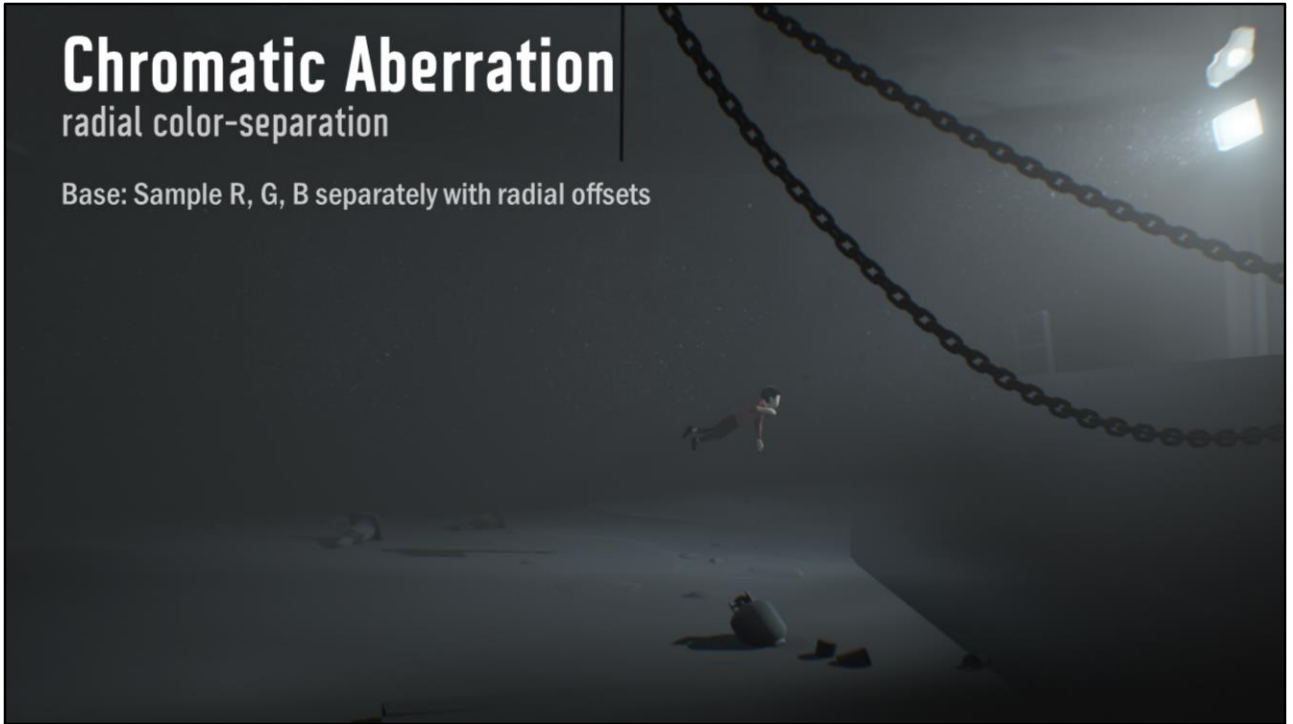 Chromatic Aberration
radial color-separation
Base: Sample R, G, B separately with radial offsets